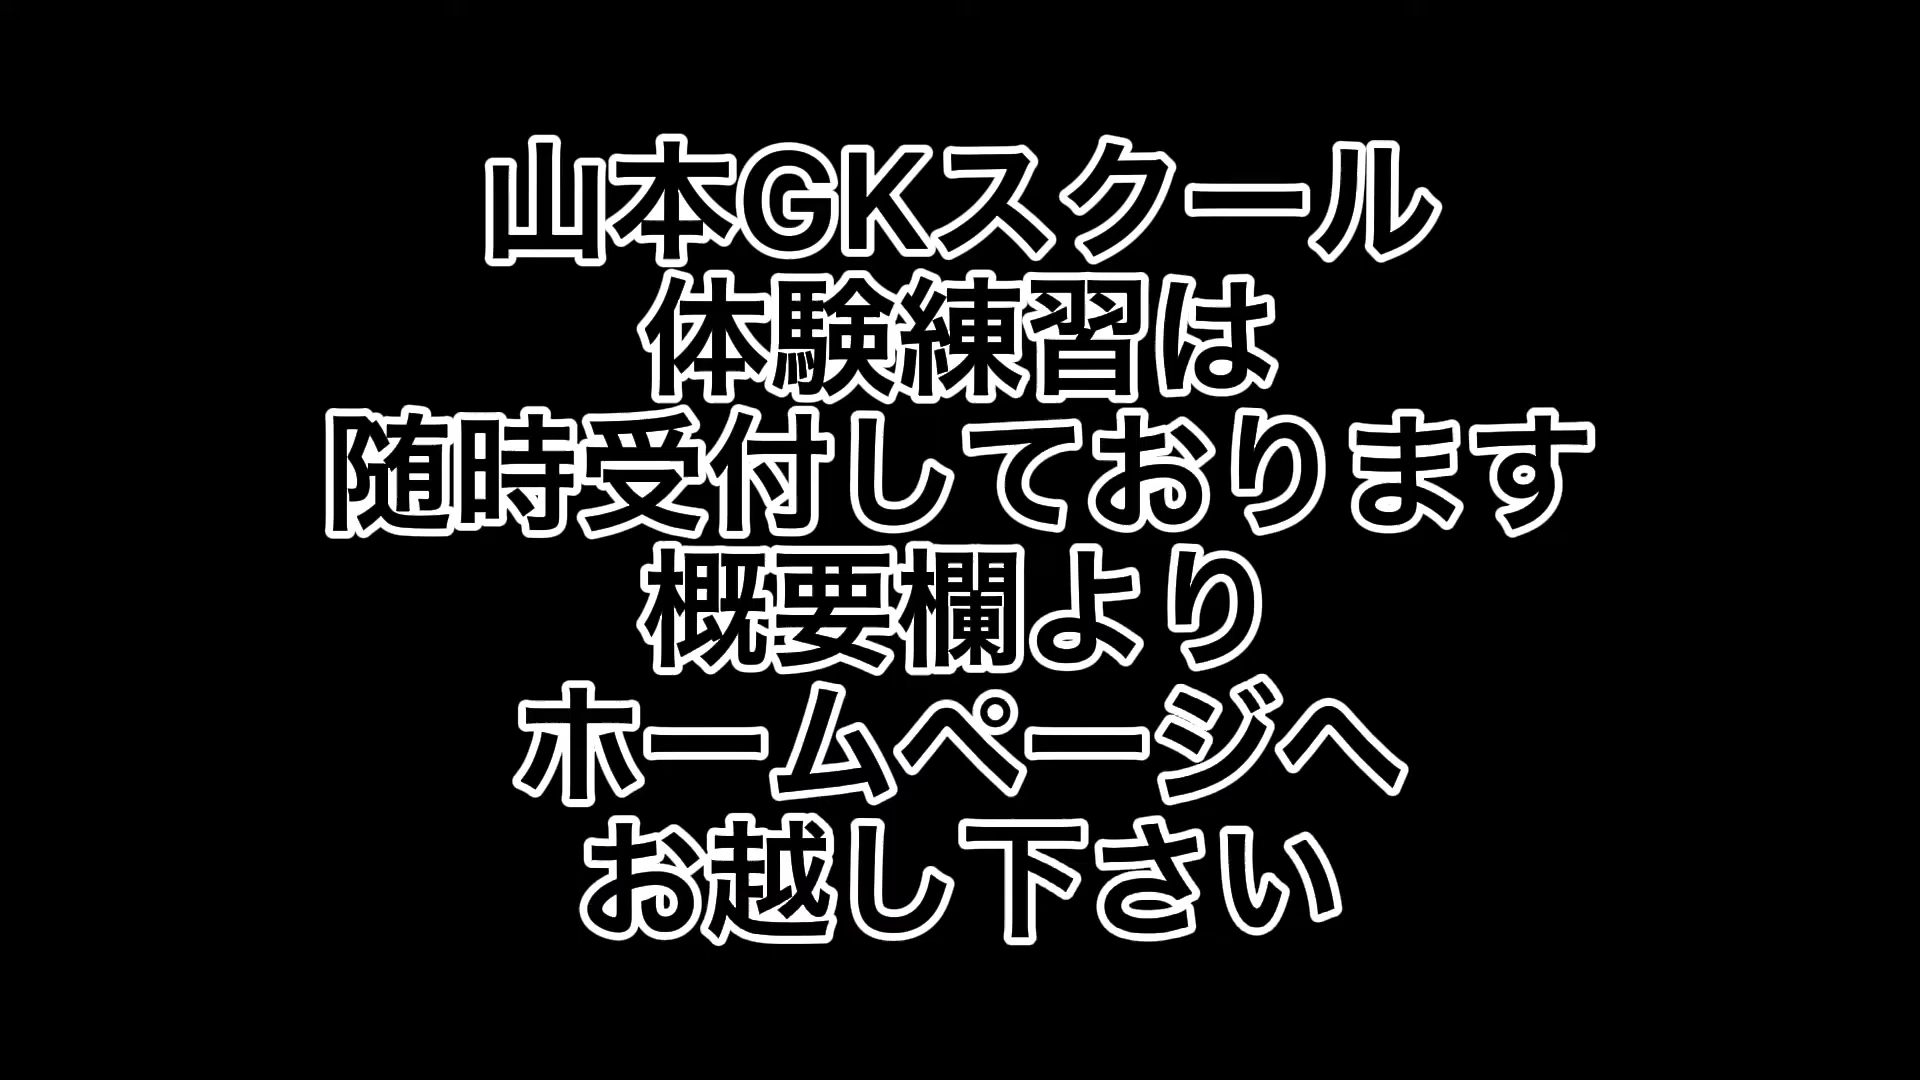 山本GKスクール
体験練習は
随時受付しております
概要欄より
ホームページへ
お越し下さい